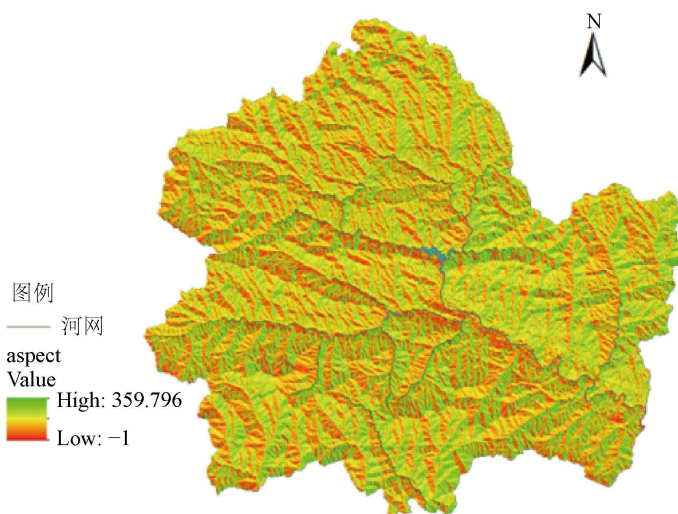 N
图例
河网
aspect
Value
High: 359.796
Low: −1